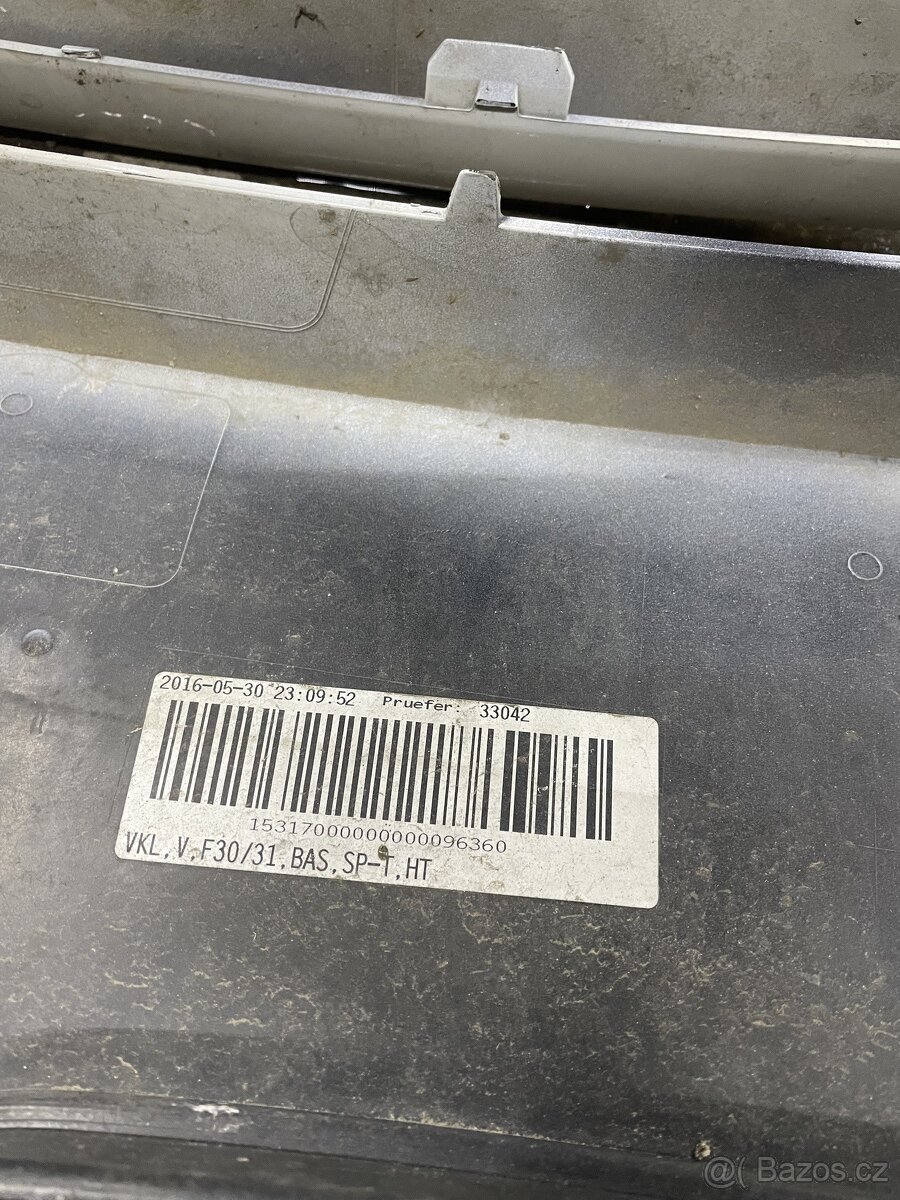 2016-05-30 23:09:52 Pruefer: 33042
15317000000000096360
VKL,V,F30/31,BAS,SP-T,HT
@( Bazos.cz